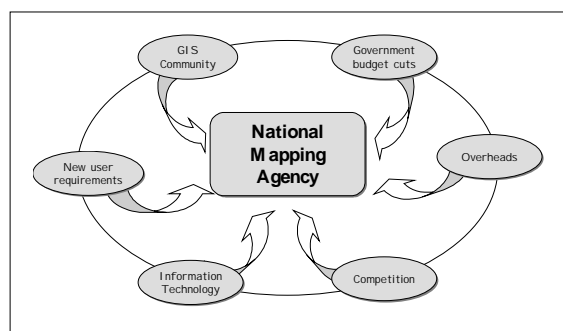 GIS
Community
Government
budget cuts
National
Mapping
Agency
New user
requirements
Overheads
Information
Technology
Competition